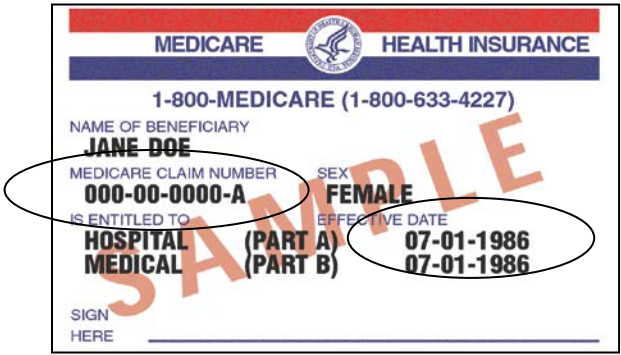 MEDICARE HEALTH INSURANCE
1-800-MEDICARE (1-800-633-4227)
NAME OF BENEFICIARY
JANE DOE
MEDICARE CLAIM NUMBER SEX
000-00-0000-A FEMALE
IS ENTITLED TO EFFECTIVE DATE
HOSPITAL (PART A) 07-01-1986
MEDICAL (PART B) 07-01-1986
SIGN
HERE
SAMPLE